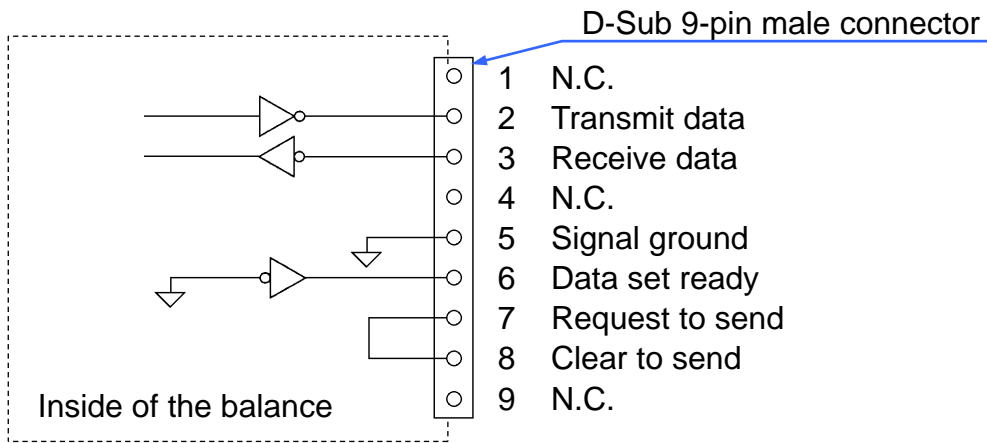 D-Sub 9-pin male connector
1 N.C.
2 Transmit data
3 Receive data
4 N.C.
5 Signal ground
6 Data set ready
7 Request to send
8 Clear to send
9 N.C.
Inside of the balance